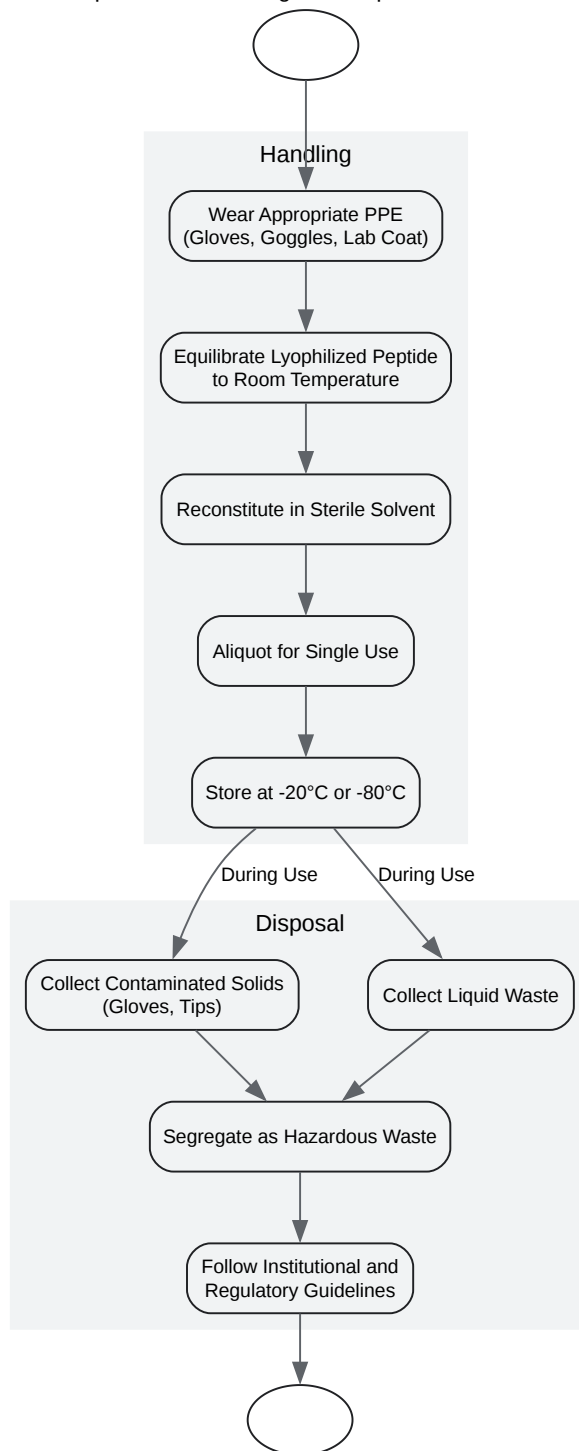 Handling
Wear Appropriate PPE
(Gloves, Goggles, Lab Coat)
Equilibrate Lyophilized Peptide
to Room Temperature
Reconstitute in Sterile Solvent
Aliquot for Single Use
Store at -20°C or -80°C
During Use
During Use
Disposal
Collect Contaminated Solids
(Gloves, Tips)
Collect Liquid Waste
Segregate as Hazardous Waste
Follow Institutional and
Regulatory Guidelines